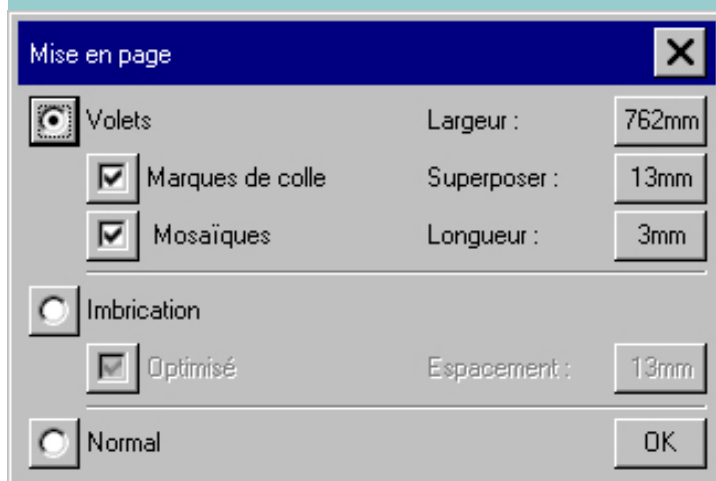 Mise en page
Volets Largeur : 762mm
Marques de colle Superposer : 13mm
Mosaïques Longueur : 3mm
Imbrication
Optimisé Espacement : 13mm
Normal OK